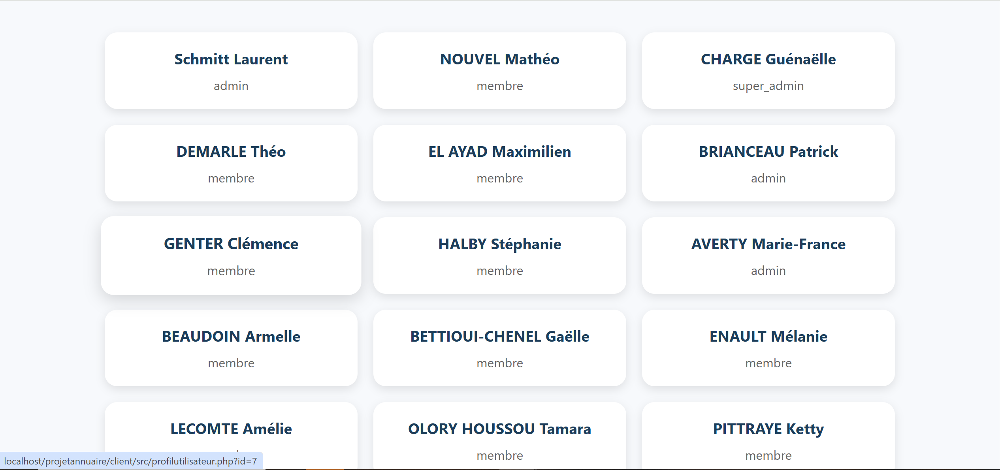 Schmitt Laurent
admin
NOUVEL Mathéo
membre
CHARGE Guénaëlle
super_admin
DEMARLE Théo
membre
EL AYAD Maximilien
membre
BRIANCEAU Patrick
admin
GENTER Clémence
membre
HALBY Stéphanie
membre
AVERTY Marie-France
admin
BEAUDOIN Armelle
membre
BETTIOUI-CHENEL Gaëlle
membre
ENAULT Mélanie
membre
LECOMTE Amélie
OLORY HOUSSOU Tamara
membre
PITTRAYE Ketty
membre
localhost/projetannuaire/client/src/profilutilisateur.php?id=7